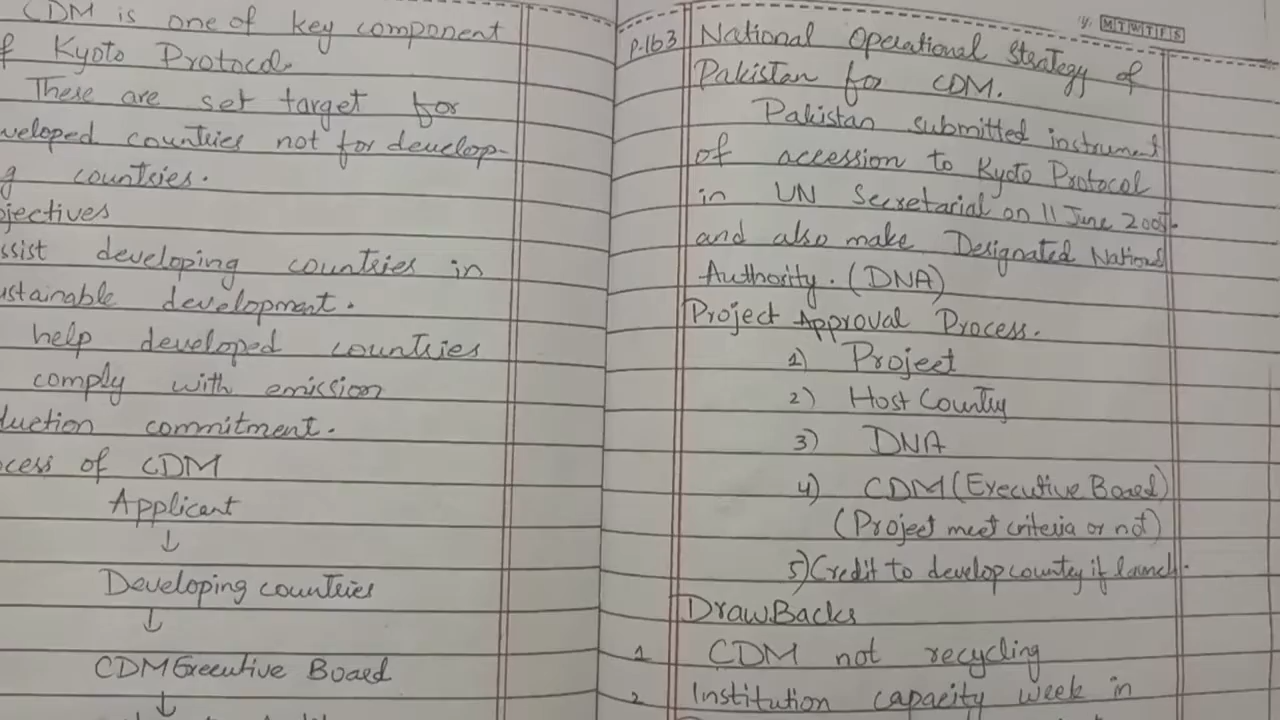 CDM is one of key component
f Kyoto Protocol.
These are set target for
veloped countries not for develop-
g countries.
jectives
ssist developing countries in
ustainable development.
help developed countries
comply with emission
duction commitment.
cess of CDM
Applicant
↓
Developing countries
↓
CDM Executive Board
↓
P.163
M T W T F S
National Operational Strategy of
Pakistan for CDM.
Pakistan submitted instrument
of accession to Kyoto Protocol
in UN Secretarial on 11 June 2005.
and also make Designated National
Authority. (DNA)
Project Approval Process.
1) Project
2) Host Country
3) DNA
4) CDM (Executive Board)
(Project meet criteria or not)
5) Credit to develop country if launch.
DrawBacks
1 CDM not recycling
2 Institution capacity week in